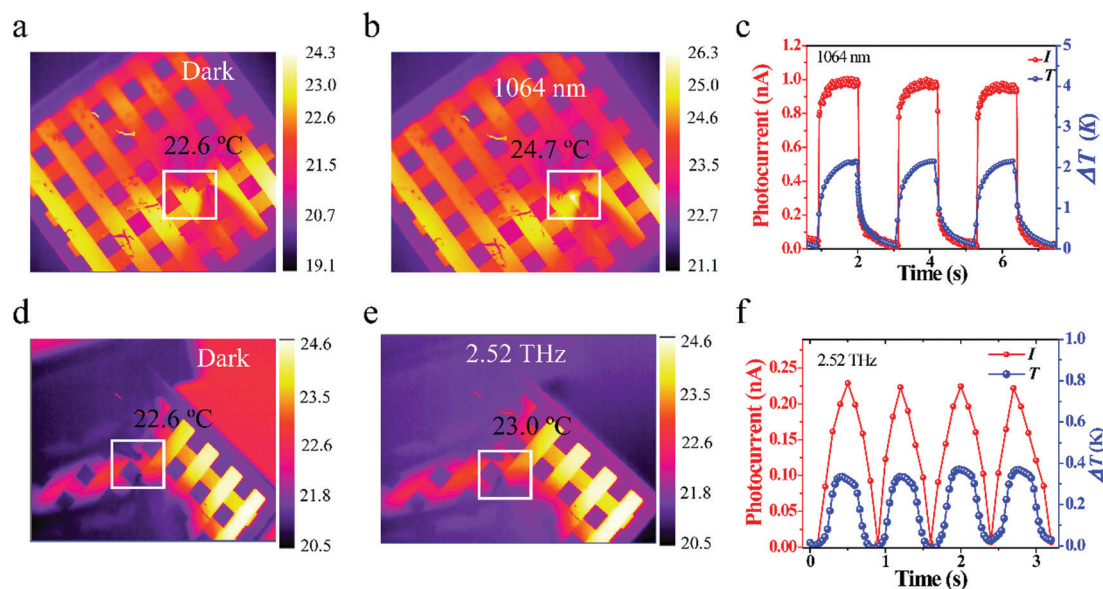 a
Dark
22.6 ºC
24.3
23.0
21.5
20.7
19.1
b
1064 nm
24.7 ºC
26.3
25.0
23.5
22.7
21.1
c
1064 nm
I
T
Photocurrent (nA)
1.2
1.0
0.8
0.6
0.4
0.2
0.0
5
4
3
2
1
0
ΔT (K)
2
4
6
Time (s)
d
Dark
22.6 ºC
24.6
23.5
22.6
21.8
20.5
e
2.52 THz
23.0 ºC
24.6
23.5
22.6
21.8
20.5
f
2.52 THz
I
T
Photocurrent (nA)
0.25
0.20
0.15
0.10
0.05
0.00
1.0
0.8
0.6
0.4
0.2
0.0
ΔT (K)
0
1
2
3
Time (s)